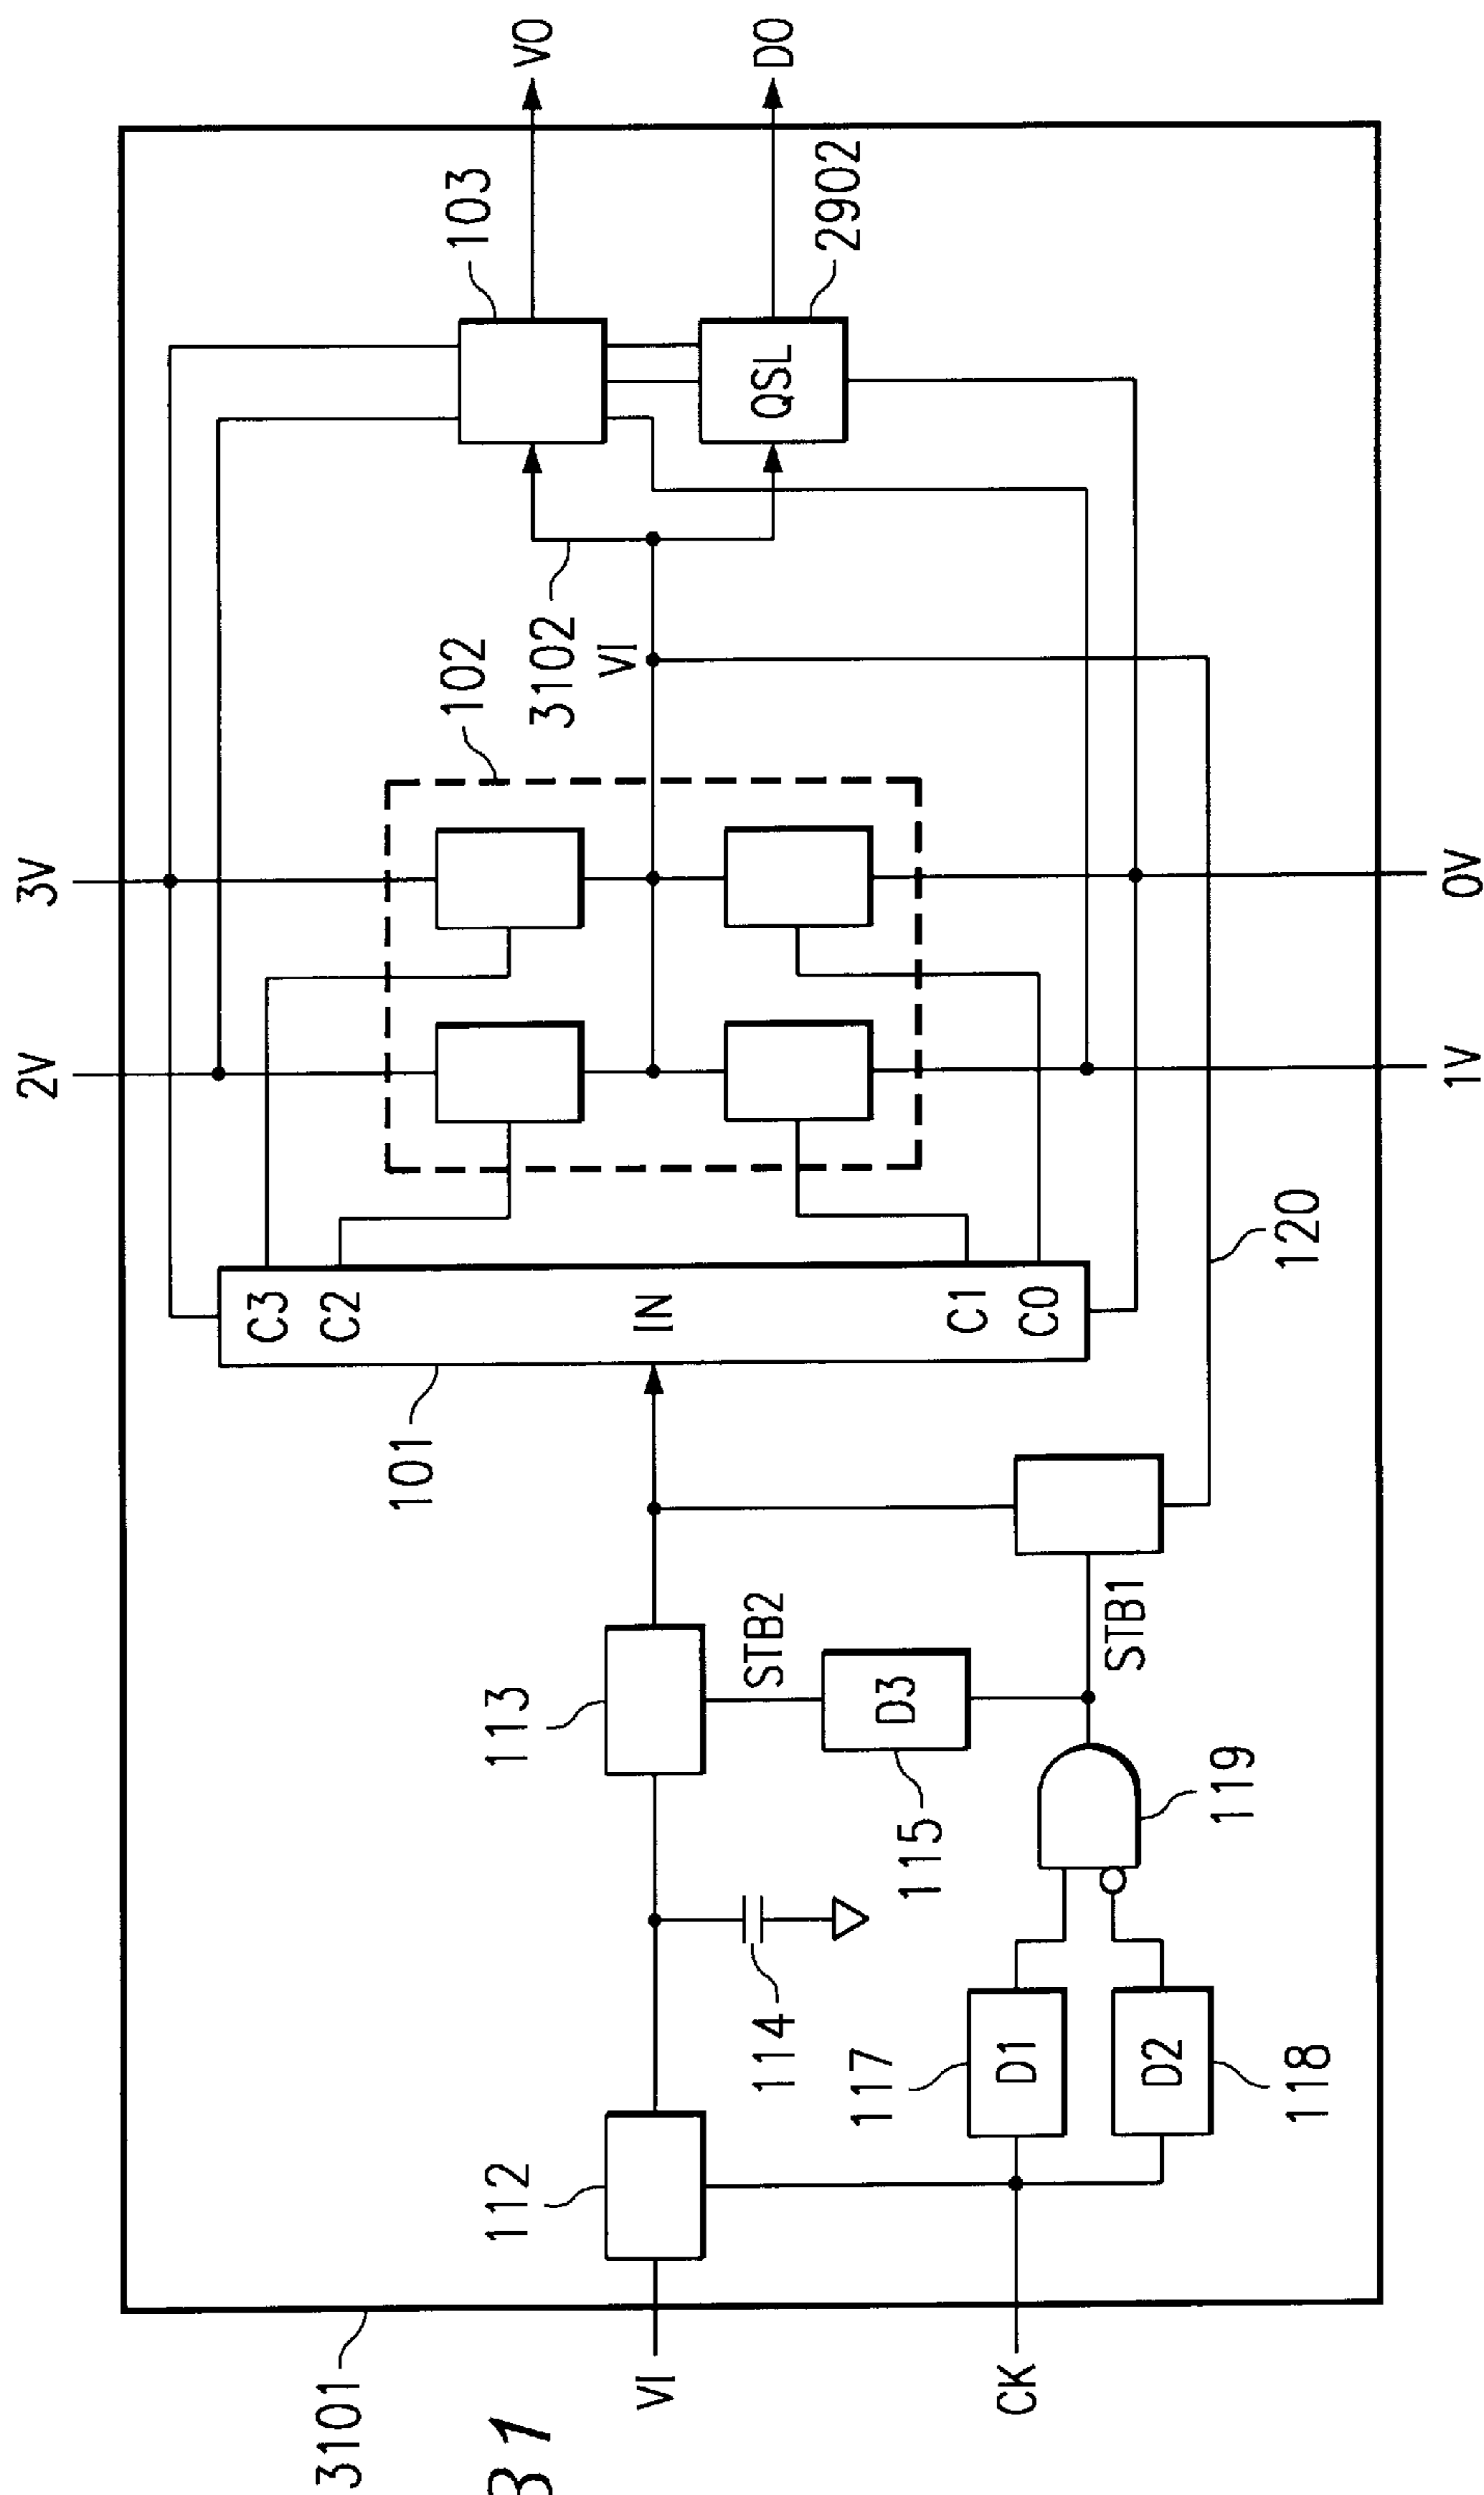 3101
31
VI
CK
112
114
117
D1
D2
118
113
115
STB2
D3
119
STB1
101
C3
C2
IN
C1
C0
120
2V
3V
1V
0V
102
3102
VI
103
QSL
2902
VO
DO